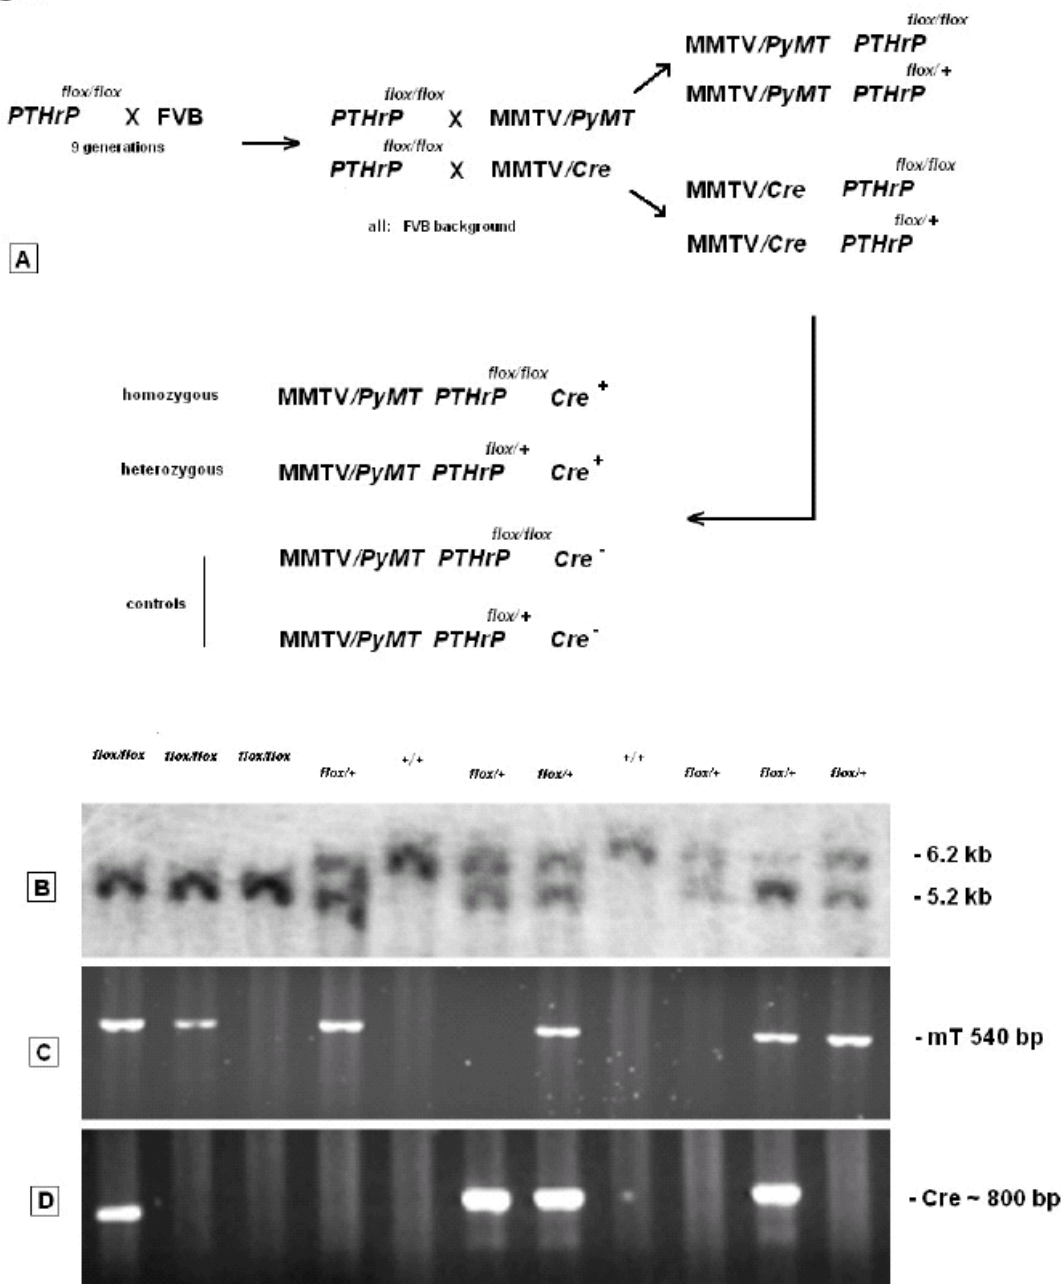 flox/flox
PTHrP X FVB
9 generations
flox/flox
PTHrP X MMTV/PyMT
flox/flox
PTHrP X MMTV/Cre
all: FVB background
flox/flox
MMTV/PyMT PTHrP
flox/+
MMTV/PyMT PTHrP
flox/flox
MMTV/Cre PTHrP
flox/+
MMTV/Cre PTHrP
A
flox/flox
homozygous MMTV/PyMT PTHrP Cre +
flox/+
heterozygous MMTV/PyMT PTHrP Cre +
flox/flox
MMTV/PyMT PTHrP Cre -
controls
flox/+
MMTV/PyMT PTHrP Cre -
flox/flox flox/flox flox/flox flox/+ +/+ flox/+ flox/+ +/+ flox/+ flox/+ flox/+
B
- 6.2 kb
- 5.2 kb
C
- mT 540 bp
D
- Cre ~ 800 bp